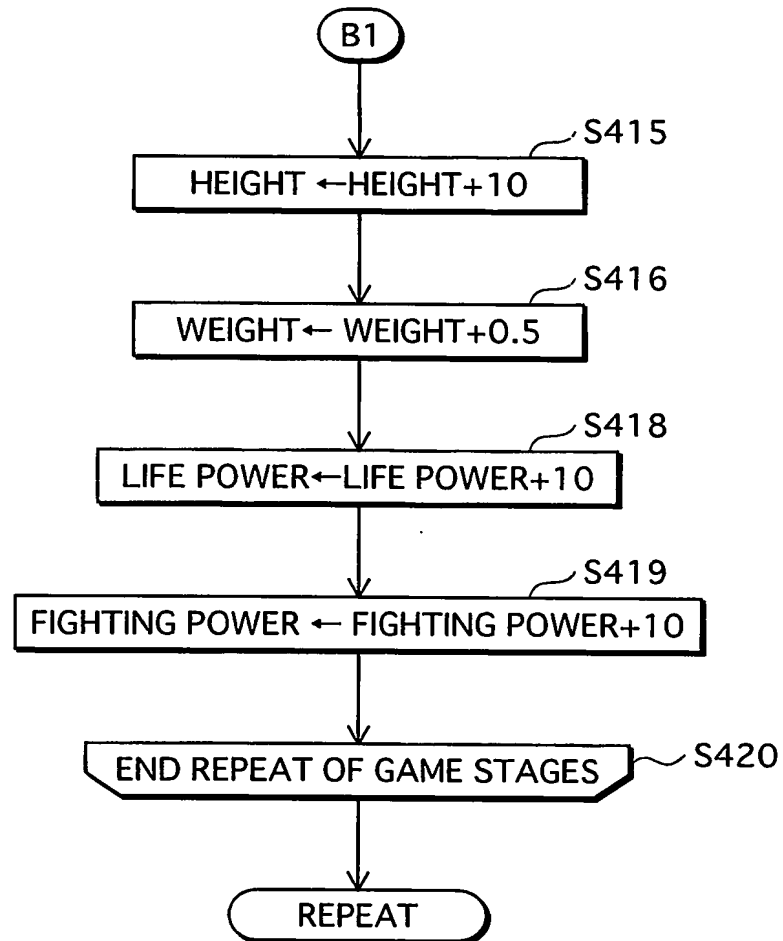 B1
S415
HEIGHT ←HEIGHT+10
S416
WEIGHT← WEIGHT+0.5
S418
LIFE POWER←LIFE POWER+10
S419
FIGHTING POWER ← FIGHTING POWER+10
END REPEAT OF GAME STAGES
S420
REPEAT